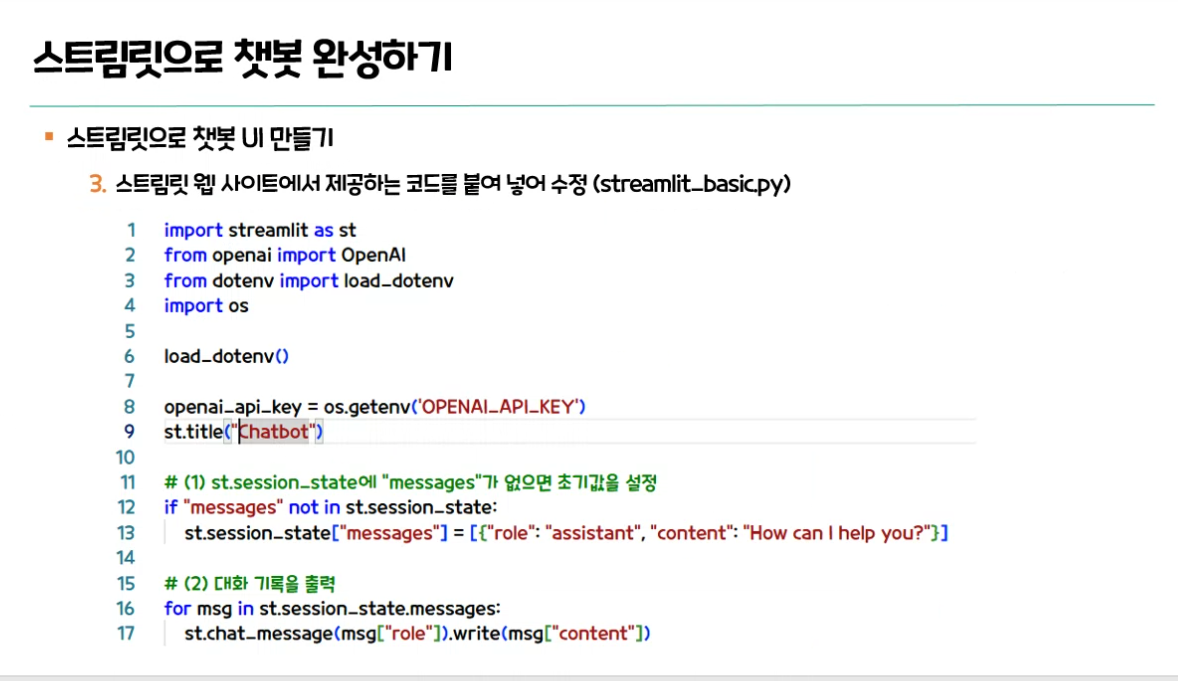 스트림릿으로 챗봇 완성하기
▪ 스트림릿으로 챗봇 UI 만들기
3. 스트림릿 웹 사이트에서 제공하는 코드를 붙여 넣어 수정 (streamlit_basic.py)
1 import streamlit as st
2 from openai import OpenAI
3 from dotenv import load_dotenv
4 import os
5
6 load_dotenv()
7
8 openai_api_key = os.getenv('OPENAI_API_KEY')
9 st.title("Chatbot")
10
11 # (1) st.session_state에 "messages"가 없으면 초기값을 설정
12 if "messages" not in st.session_state:
13     st.session_state["messages"] = [{"role": "assistant", "content": "How can I help you?"}]
14
15 # (2) 대화 기록을 출력
16 for msg in st.session_state.messages:
17     st.chat_message(msg["role"]).write(msg["content"])